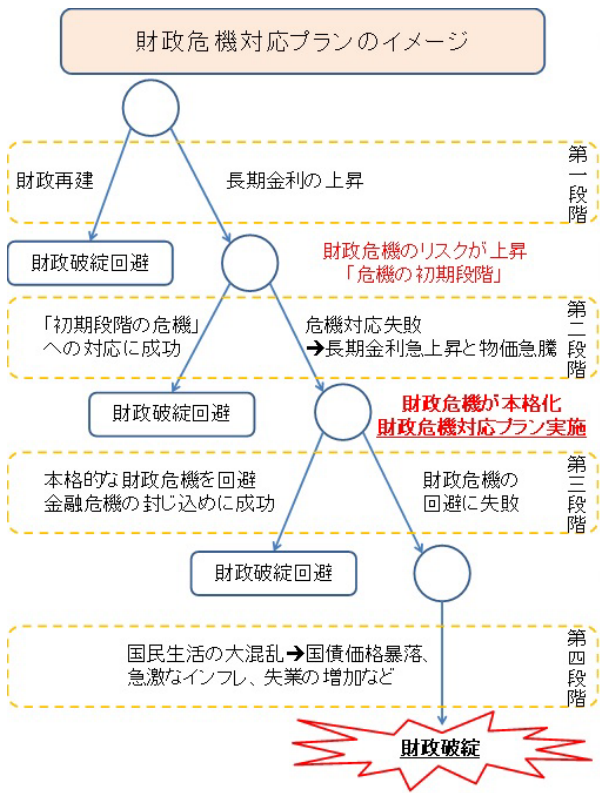 財政危機対応プランのイメージ
第一段階
財政再建
長期金利の上昇
財政破綻回避
財政危機のリスクが上昇
「危機の初期段階」
第二段階
「初期段階の危機」
への対応に成功
危機対応失敗
➔長期金利急上昇と物価急騰
財政破綻回避
財政危機が本格化
財政危機対応プラン実施
第三段階
本格的な財政危機を回避
金融危機の封じ込めに成功
財政危機の
回避に失敗
財政破綻回避
第四段階
国民生活の大混乱➔国債価格暴落、
急激なインフレ、失業の増加など
財政破綻